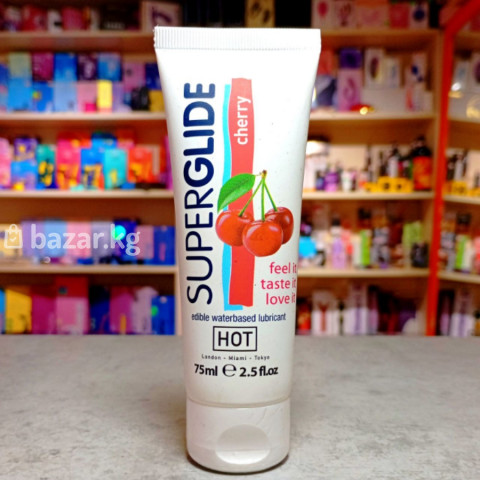 SUPERGLIDE
cherry
feel it
taste it
love it
edible waterbased lubricant
HOT
London - Miami - Tokyo
75ml ℮ 2.5 fl.oz
bazar.kg